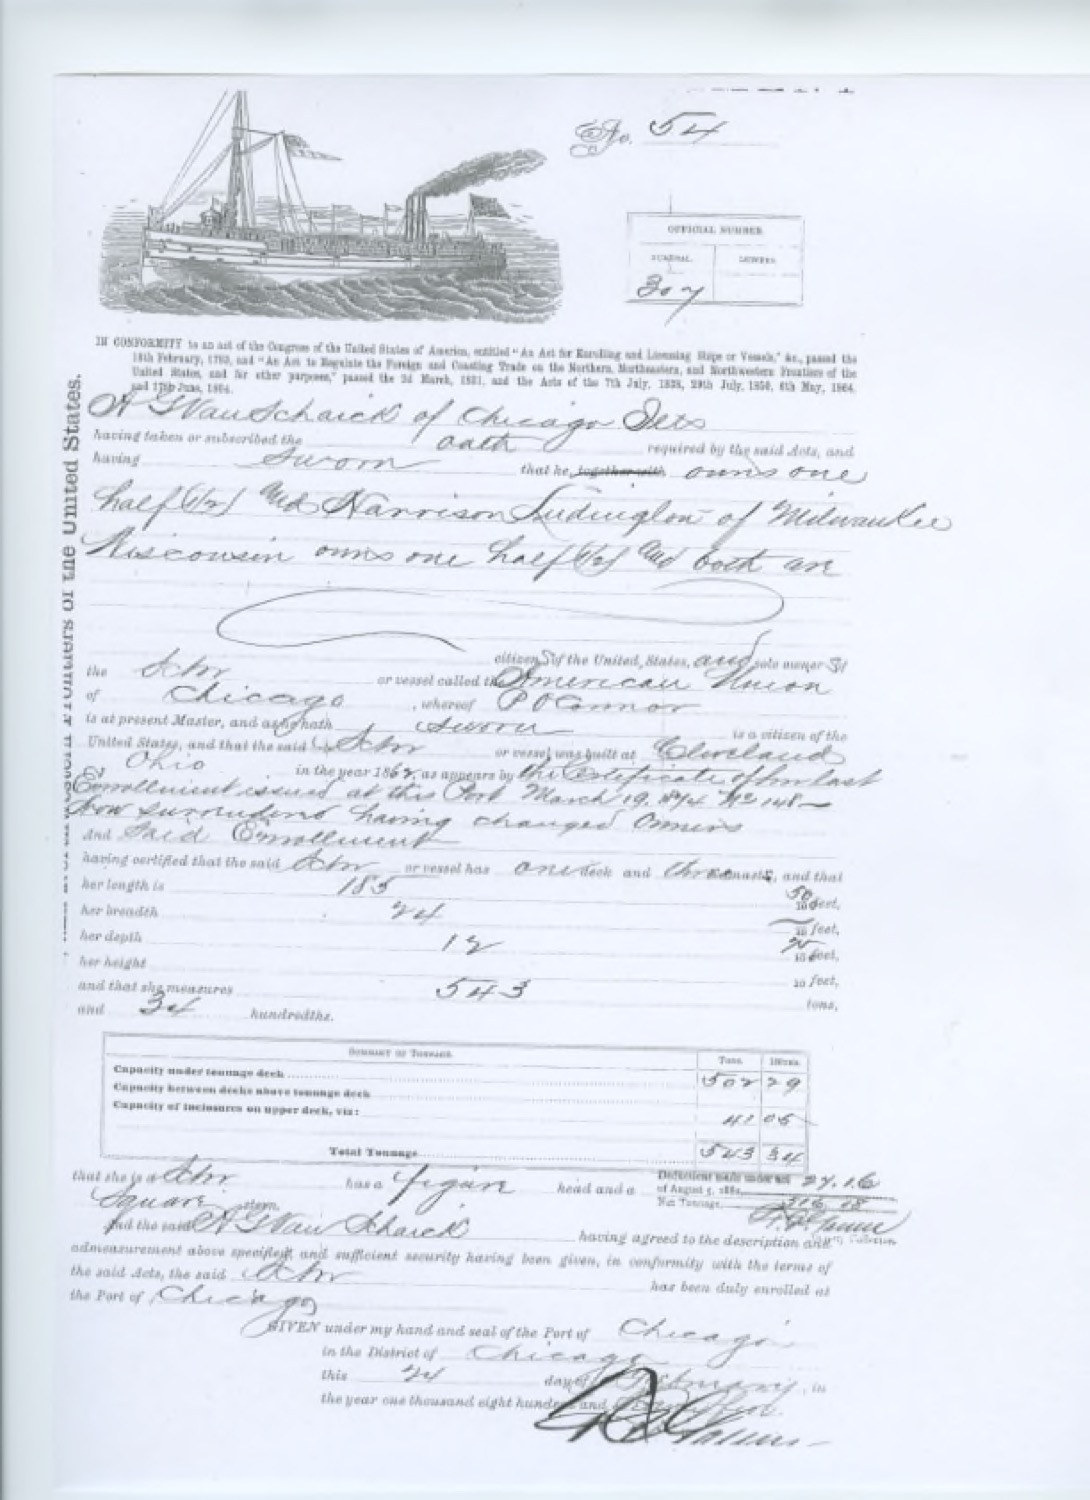 No. 54
OFFICIAL NUMBER
NUMERAL. LETTERS
307
IN CONFORMITY to an act of the Congress of the United States of America, entitled "An Act for Enrolling and Licensing Ships or Vessels," &c., passed the
18th February, 1793, and "An Act to Regulate the Foreign and Coasting Trade on the Northern, Northeastern, and Northwestern Frontiers of the
United States, and for other purposes," passed the 2d March, 1831, and the Acts of the 7th July, 1838, 29th July, 1850, 6th May, 1864,
and 17th June, 1864.
Frontiers of the United States.
A G Van Schaick of Chicago Ills
having taken or subscribed the oath required by the said Acts, and
having Sworn that he, together with, owns one
half (1/2) And Harrison Ludington of Milwaukee
Wisconsin owns one half (1/2) And both are
citizens of the United States, and sole owners of
the Schr or vessel called the American Union
of Chicago, whereof P O Connor
is at present Master, and as he hath Sworn is a citizen of the
United States, and that the said Schr or vessel was built at Cleveland
Ohio in the year 1862, as appears by the Certificate of last
Enrollment issued at this Port March 19. No 148
Now surrendered having changed Owners
and Said Enrollment
having certified that the said Schr or vessel has one deck and three masts, and that
her length is 185 50 feet,
her breadth 24 10 feet,
her depth 12 10 feet,
her height 10 feet,
and that she measures 543 tons,
and 34 hundredths.
SUMMARY OF TONNAGE. TONS. 100THS.
Capacity under tonnage deck 502 29
Capacity between decks above tonnage deck
Capacity of inclosures on upper deck, viz: 41 05
Total Tonnage 543 34
that she is a Schr has a figure head and a
Square stern.
Deduction made under act 27.16
of August 5, 1882
Net Tonnage 516 18
And the said A G Van Schaick having agreed to the description and
admeasurement above specified, and sufficient security having been given, in conformity with the terms of
the said Acts, the said Schr has been duly enrolled at
the Port of Chicago
GIVEN under my hand and seal of the Port of Chicago
in the District of Chicago
this 24 day of February, in
the year one thousand eight hundred and